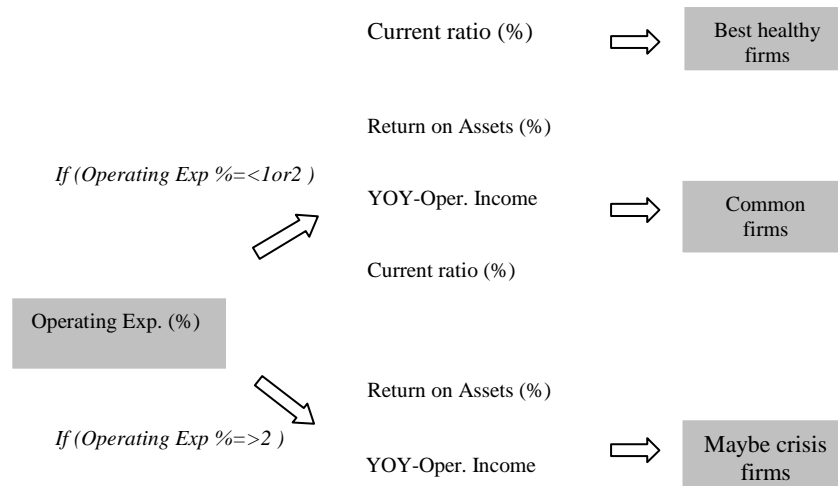 Current ratio (%)
Best healthy
firms
Return on Assets (%)
If (Operating Exp %=<1or2 )
YOY-Oper. Income
Common
firms
Current ratio (%)
Operating Exp. (%)
Return on Assets (%)
If (Operating Exp %=>2 )
YOY-Oper. Income
Maybe crisis
firms